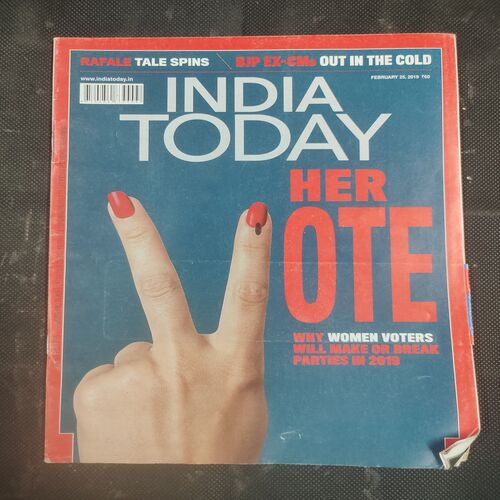 RAFALE TALE SPINS
BJP EX-CMs OUT IN THE COLD
www.indiatoday.in
FEBRUARY 25, 2019 ₹60
INDIA
TODAY
HER
OTE
WHY WOMEN VOTERS
WILL MAKE OR BREAK
PARTIES IN 2019